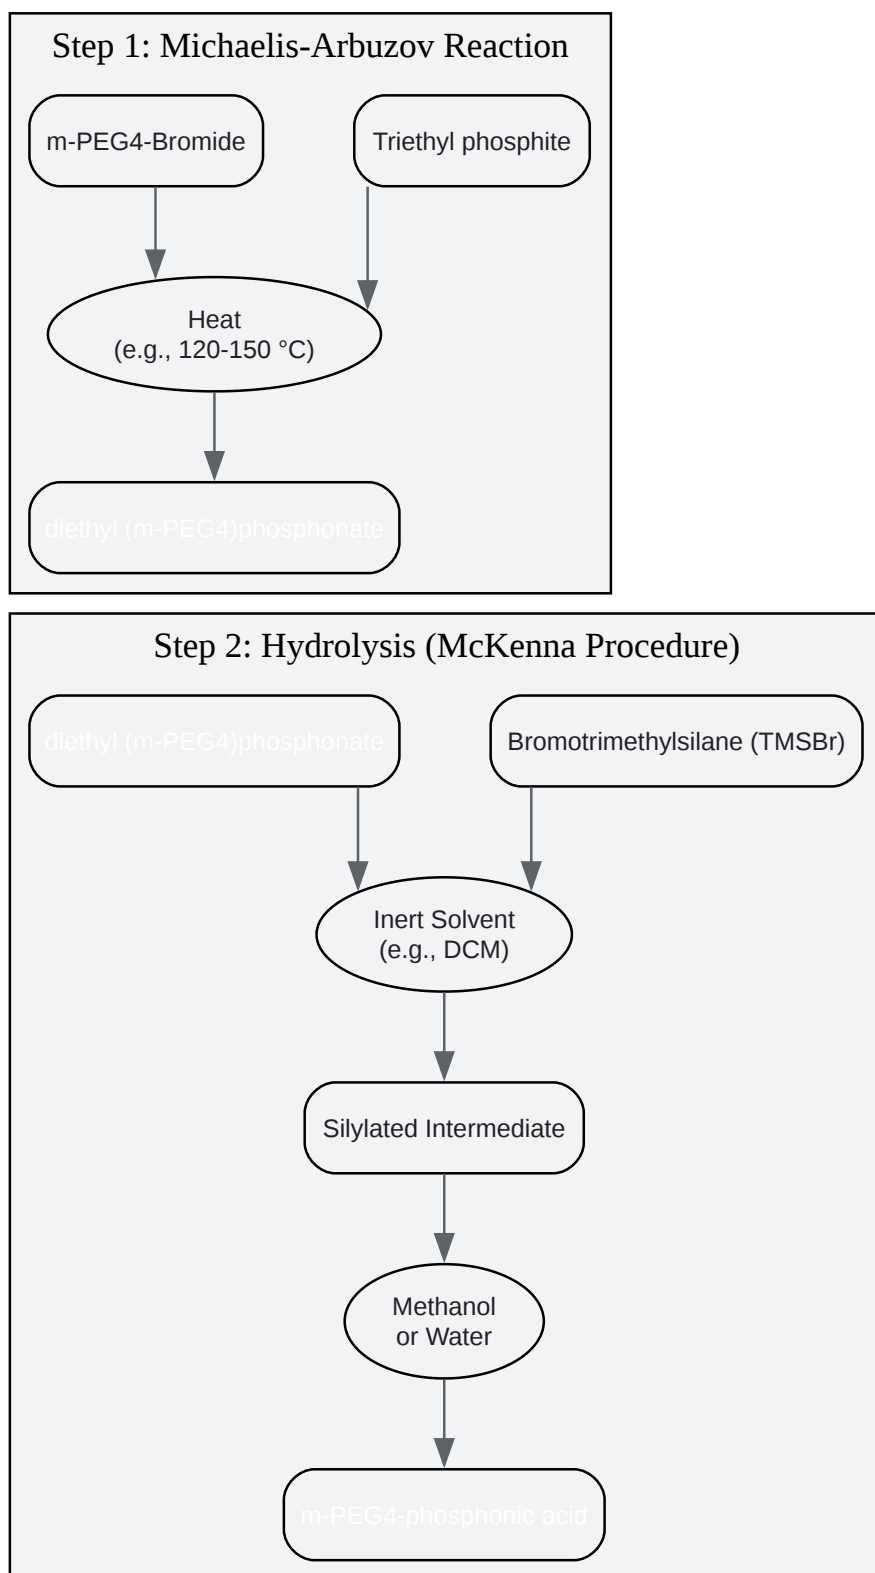 Step 1: Michaelis-Arbuzov Reaction
m-PEG4-Bromide
Triethyl phosphite
Heat
(e.g., 120-150 °C)
diethyl (m-PEG4)phosphonate
Step 2: Hydrolysis (McKenna Procedure)
diethyl (m-PEG4)phosphonate
Bromotrimethylsilane (TMSBr)
Inert Solvent
(e.g., DCM)
Silylated Intermediate
Methanol
or Water
m-PEG4-phosphonic acid